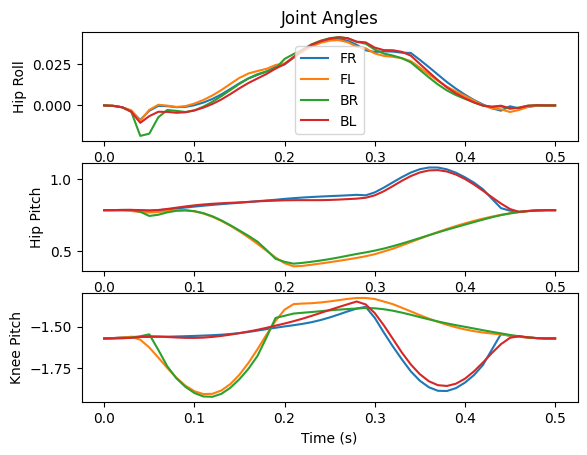 Joint Angles
Hip Roll
0.025
0.000
FR
FL
BR
BL
0.0 0.1 0.2 0.3 0.4 0.5
Hip Pitch
1.0
0.5
0.0 0.1 0.2 0.3 0.4 0.5
Knee Pitch
−1.50
−1.75
0.0 0.1 0.2 0.3 0.4 0.5
Time (s)